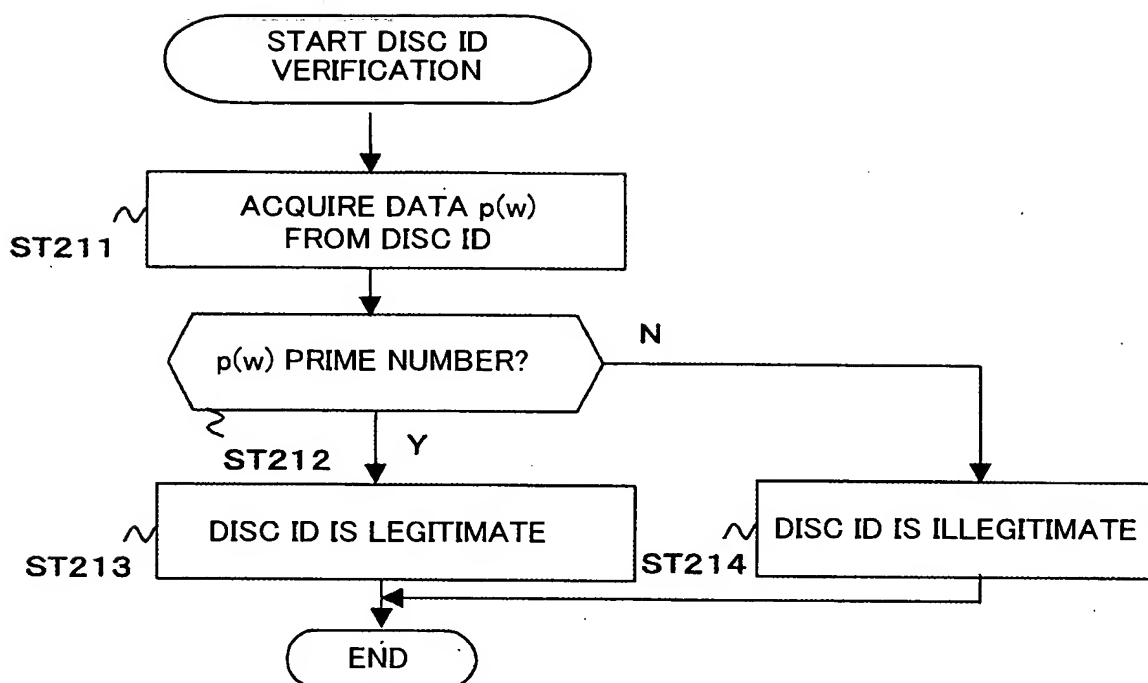 START DISC ID
VERIFICATION
ACQUIRE DATA p(w)
FROM DISC ID
ST211
p(w) PRIME NUMBER?
N
ST212
Y
DISC ID IS LEGITIMATE
ST213
DISC ID IS ILLEGITIMATE
ST214
END